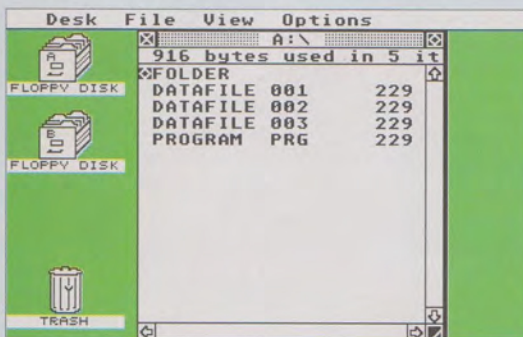 Desk File View Options
A:\
916 bytes used in 5 it
FOLDER
DATAFILE 001 229
DATAFILE 002 229
DATAFILE 003 229
PROGRAM PRG 229
A
FLOPPY DISK
B
FLOPPY DISK
TRASH